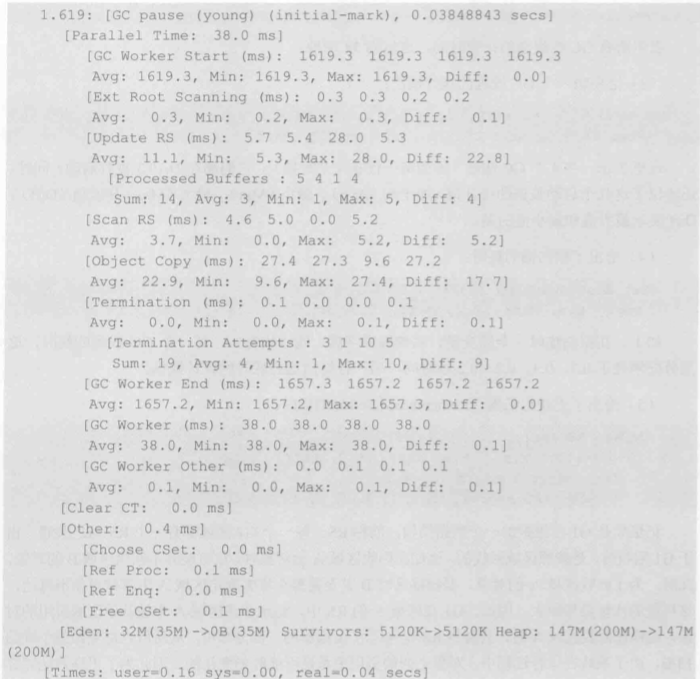 1.619: [GC pause (young) (initial-mark), 0.03848843 secs]
[Parallel Time: 38.0 ms]
[GC Worker Start (ms): 1619.3 1619.3 1619.3 1619.3
Avg: 1619.3, Min: 1619.3, Max: 1619.3, Diff: 0.0]
[Ext Root Scanning (ms): 0.3 0.3 0.2 0.2
Avg: 0.3, Min: 0.2, Max: 0.3, Diff: 0.1]
[Update RS (ms): 5.7 5.4 28.0 5.3
Avg: 11.1, Min: 5.3, Max: 28.0, Diff: 22.8]
[Processed Buffers : 5 4 1 4
Sum: 14, Avg: 3, Min: 1, Max: 5, Diff: 4]
[Scan RS (ms): 4.6 5.0 0.0 5.2
Avg: 3.7, Min: 0.0, Max: 5.2, Diff: 5.2]
[Object Copy (ms): 27.4 27.3 9.6 27.2
Avg: 22.9, Min: 9.6, Max: 27.4, Diff: 17.7]
[Termination (ms): 0.1 0.0 0.0 0.1
Avg: 0.0, Min: 0.0, Max: 0.1, Diff: 0.1]
[Termination Attempts : 3 1 10 5
Sum: 19, Avg: 4, Min: 1, Max: 10, Diff: 9]
[GC Worker End (ms): 1657.3 1657.2 1657.2 1657.2
Avg: 1657.2, Min: 1657.2, Max: 1657.3, Diff: 0.0]
[GC Worker (ms): 38.0 38.0 38.0 38.0
Avg: 38.0, Min: 38.0, Max: 38.0, Diff: 0.1]
[GC Worker Other (ms): 0.0 0.1 0.1 0.1
Avg: 0.1, Min: 0.0, Max: 0.1, Diff: 0.1]
[Clear CT: 0.0 ms]
[Other: 0.4 ms]
[Choose CSet: 0.0 ms]
[Ref Proc: 0.1 ms]
[Ref Enq: 0.0 ms]
[Free CSet: 0.1 ms]
[Eden: 32M(35M)->0B(35M) Survivors: 5120K->5120K Heap: 147M(200M)->147M
(200M)]
[Times: user=0.16 sys=0.00, real=0.04 secs]